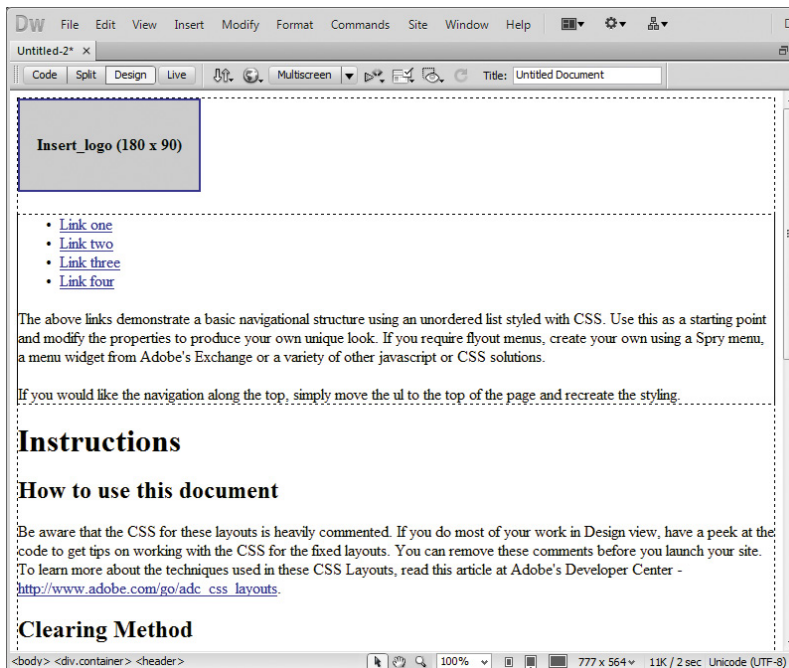 DW File Edit View Insert Modify Format Commands Site Window Help
Untitled-2* ×
Code Split Design Live Multiscreen Title: Untitled Document
Insert_logo (180 x 90)
• Link one
• Link two
• Link three
• Link four
The above links demonstrate a basic navigational structure using an unordered list styled with CSS. Use this as a starting point
and modify the properties to produce your own unique look. If you require flyout menus, create your own using a Spry menu,
a menu widget from Adobe's Exchange or a variety of other javascript or CSS solutions.
If you would like the navigation along the top, simply move the ul to the top of the page and recreate the styling.
Instructions
How to use this document
Be aware that the CSS for these layouts is heavily commented. If you do most of your work in Design view, have a peek at the
code to get tips on working with the CSS for the fixed layouts. You can remove these comments before you launch your site.
To learn more about the techniques used in these CSS Layouts, read this article at Adobe's Developer Center -
http://www.adobe.com/go/adc_css_layouts.
Clearing Method
<body> <div.container> <header> 100% 777 x 564 11K / 2 sec Unicode (UTF-8)